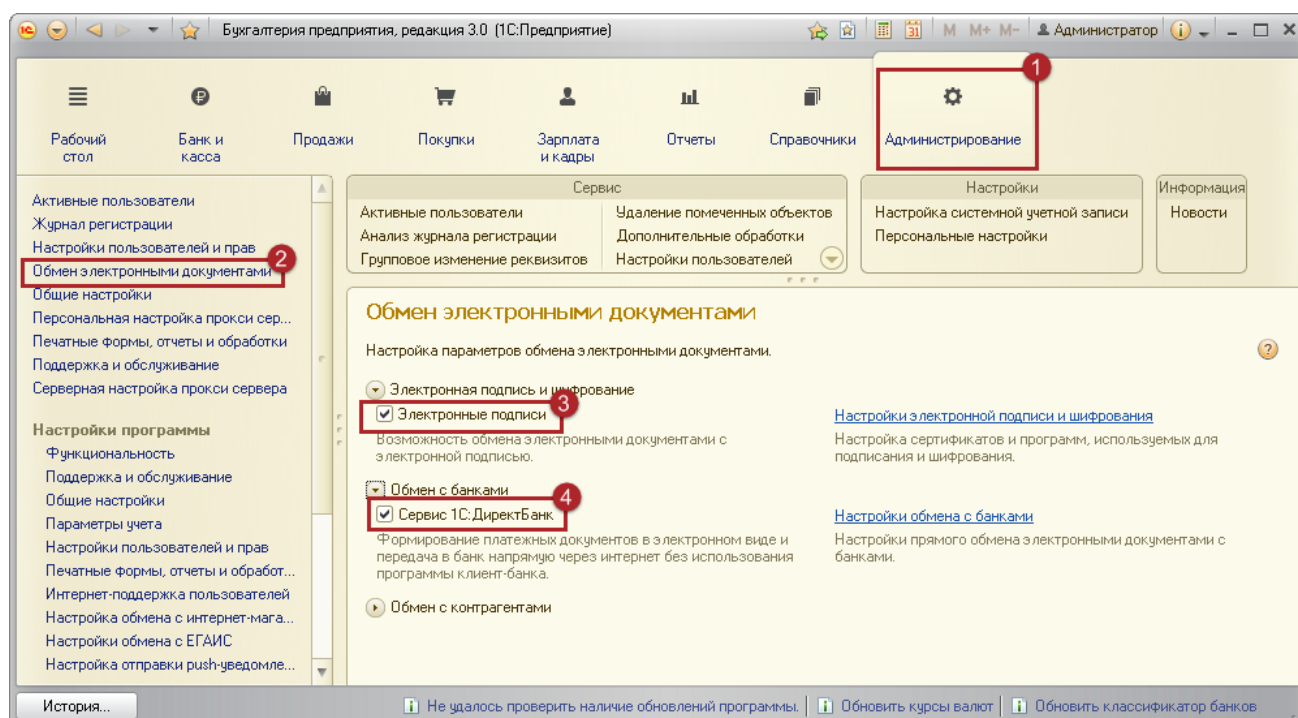 Бухгалтерия предприятия, редакция 3.0 (1С:Предприятие)
M M+ M-
Администратор
1
Рабочий стол
Банк и касса
Продажи
Покупки
Зарплата и кадры
Отчеты
Справочники
Администрирование
Активные пользователи
Журнал регистрации
Настройки пользователей и прав
2
Обмен электронными документами
Общие настройки
Персональная настройка прокси сер...
Печатные формы, отчеты и обработки
Поддержка и обслуживание
Серверная настройка прокси сервера
Настройки программы
Функциональность
Поддержка и обслуживание
Общие настройки
Параметры учета
Настройки пользователей и прав
Печатные формы, отчеты и обработ...
Интернет-поддержка пользователей
Настройка обмена с интернет-мага...
Настройки обмена с ЕГАИС
Настройка отправки push-уведомле...
Сервис
Активные пользователи
Анализ журнала регистрации
Групповое изменение реквизитов
Удаление помеченных объектов
Дополнительные обработки
Настройки пользователей
Настройки
Настройка системной учетной записи
Персональные настройки
Информация
Новости
Обмен электронными документами
Настройка параметров обмена электронными документами.
Электронная подпись и шифрование
3
Электронные подписи
Возможность обмена электронными документами с
электронной подписью.
Настройки электронной подписи и шифрования
Настройка сертификатов и программ, используемых для
подписания и шифрования.
Обмен с банками
4
Сервис 1С:ДиректБанк
Формирование платежных документов в электронном виде и
передача в банк напрямую через интернет без использования
программы клиент-банка.
Настройки обмена с банками
Настройки прямого обмена электронными документами с
банками.
Обмен с контрагентами
История...
Не удалось проверить наличие обновлений программы.
Обновить курсы валют
Обновить классификатор банков